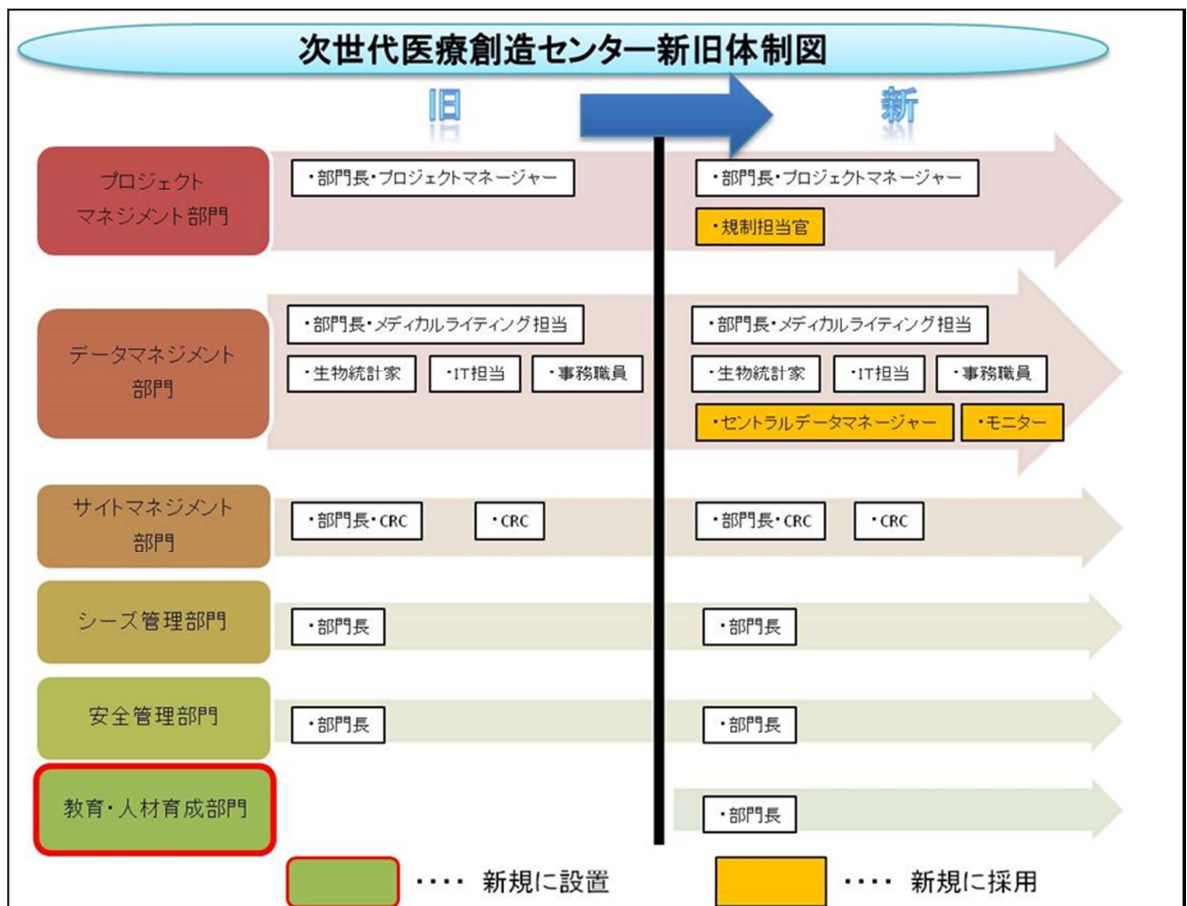 次世代医療創造センター新旧体制図
旧
新
プロジェクト
マネジメント部門
・部門長・プロジェクトマネージャー
・部門長・プロジェクトマネージャー
・規制担当官
データマネジメント
部門
・部門長・メディカルライティング担当
・生物統計家
・IT担当
・事務職員
・部門長・メディカルライティング担当
・生物統計家
・IT担当
・事務職員
・セントラルデータマネージャー
・モニター
サイトマネジメント
部門
・部門長・CRC
・CRC
・部門長・CRC
・CRC
シーズ管理部門
・部門長
・部門長
安全管理部門
・部門長
・部門長
教育・人材育成部門
・部門長
‥‥ 新規に設置
‥‥ 新規に採用